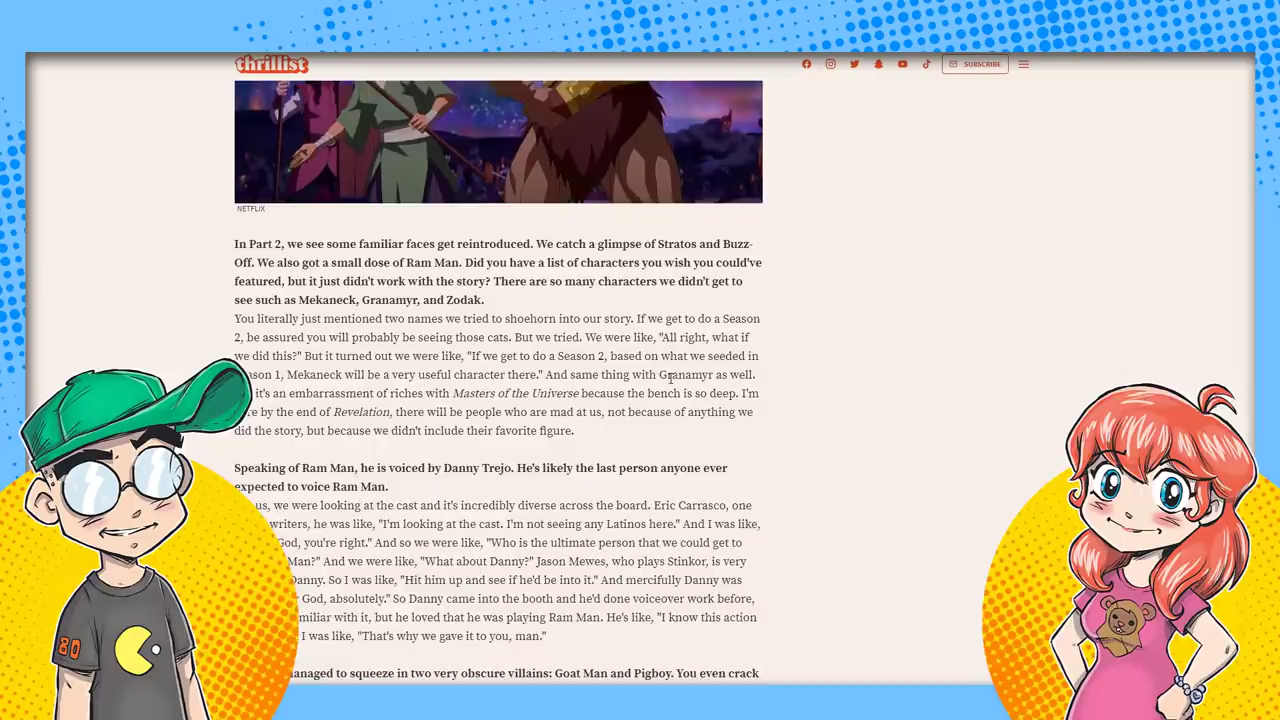 thrillist
SUBSCRIBE
NETFLIX
In Part 2, we see some familiar faces get reintroduced. We catch a glimpse of Stratos and Buzz-
Off. We also got a small dose of Ram Man. Did you have a list of characters you wish you could've
featured, but it just didn't work with the story? There are so many characters we didn't get to
see such as Mekaneck, Granamyr, and Zodak.
You literally just mentioned two names we tried to shoehorn into our story. If we get to do a Season
2, be assured you will probably be seeing those cats. But we tried. We were like, "All right, what if
we did this?" But it turned out we were like, "If we get to do a Season 2, based on what we seeded in
ason 1, Mekaneck will be a very useful character there." And same thing with Granamyr as well.
it's an embarrassment of riches with Masters of the Universe because the bench is so deep. I'm
re by the end of Revelation, there will be people who are mad at us, not because of anything we
did the story, but because we didn't include their favorite figure.
Speaking of Ram Man, he is voiced by Danny Trejo. He's likely the last person anyone ever
expected to voice Ram Man.
us, we were looking at the cast and it's incredibly diverse across the board. Eric Carrasco, one
writers, he was like, "I'm looking at the cast. I'm not seeing any Latinos here." And I was like,
God, you're right." And so we were like, "Who is the ultimate person that we could get to
Man?" And we were like, "What about Danny?" Jason Mewes, who plays Stinkor, is very
Danny. So I was like, "Hit him up and see if he'd be into it." And mercifully Danny was
God, absolutely." So Danny came into the booth and he'd done voiceover work before,
miliar with it, but he loved that he was playing Ram Man. He's like, "I know this action
I was like, "That's why we gave it to you, man."
anaged to squeeze in two very obscure villains: Goat Man and Pigboy. You even crack
80